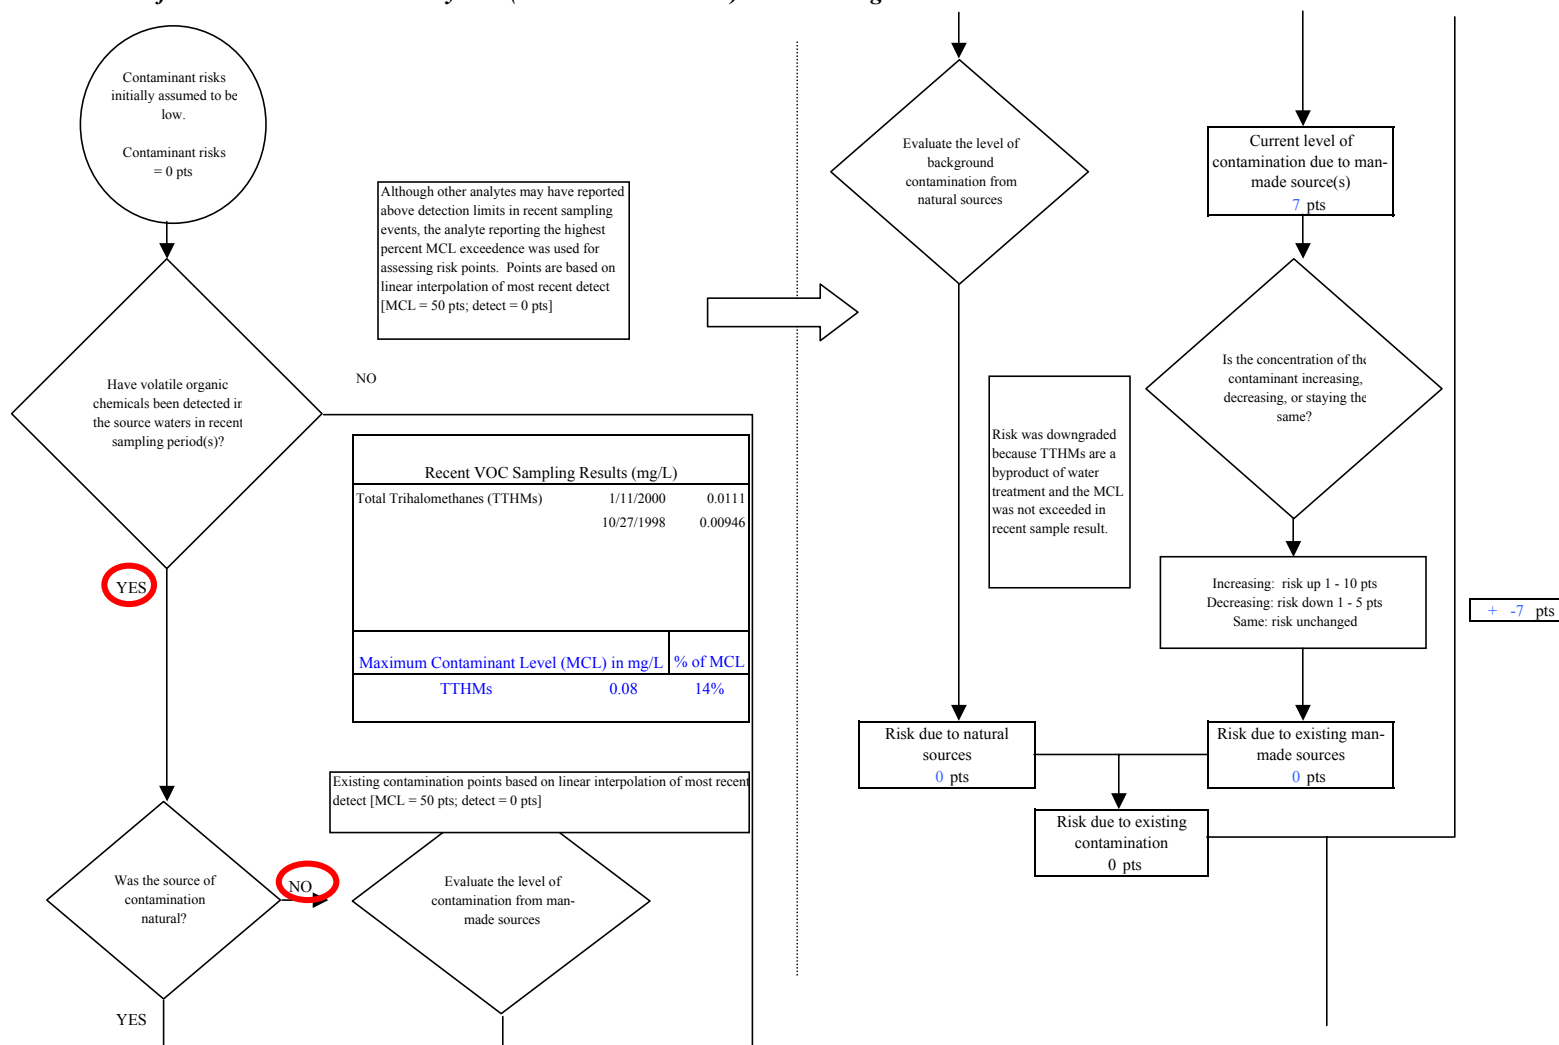 Contaminant risks
initially assumed to be
low.
Contaminant risks
= 0 pts
Although other analytes may have reported
above detection limits in recent sampling
events, the analyte reporting the highest
percent MCL exceedence was used for
assessing risk points.  Points are based on
linear interpolation of most recent detect
[MCL = 50 pts; detect = 0 pts]
Have volatile organic
chemicals been detected in
the source waters in recent
sampling period(s)?
NO
YES
Recent VOC Sampling Results (mg/L)
Total Trihalomethanes (TTHMs) 1/11/2000 0.0111
10/27/1998 0.00946
Maximum Contaminant Level (MCL) in mg/L % of MCL
TTHMs 0.08 14%
Existing contamination points based on linear interpolation of most recent
detect [MCL = 50 pts; detect = 0 pts]
Was the source of
contamination
natural?
NO
YES
Evaluate the level of
contamination from man-
made sources
Evaluate the level of
background
contamination from
natural sources
Current level of
contamination due to man-
made source(s)
7 pts
Is the concentration of the
contaminant increasing,
decreasing, or staying the
same?
Risk was downgraded
because TTHMs are a
byproduct of water
treatment and the MCL
was not exceeded in
recent sample result.
Increasing:  risk up 1 - 10 pts
Decreasing: risk down 1 - 5 pts
Same: risk unchanged
+ -7 pts
Risk due to natural
sources
0 pts
Risk due to existing man-
made sources
0 pts
Risk due to existing
contamination
0 pts